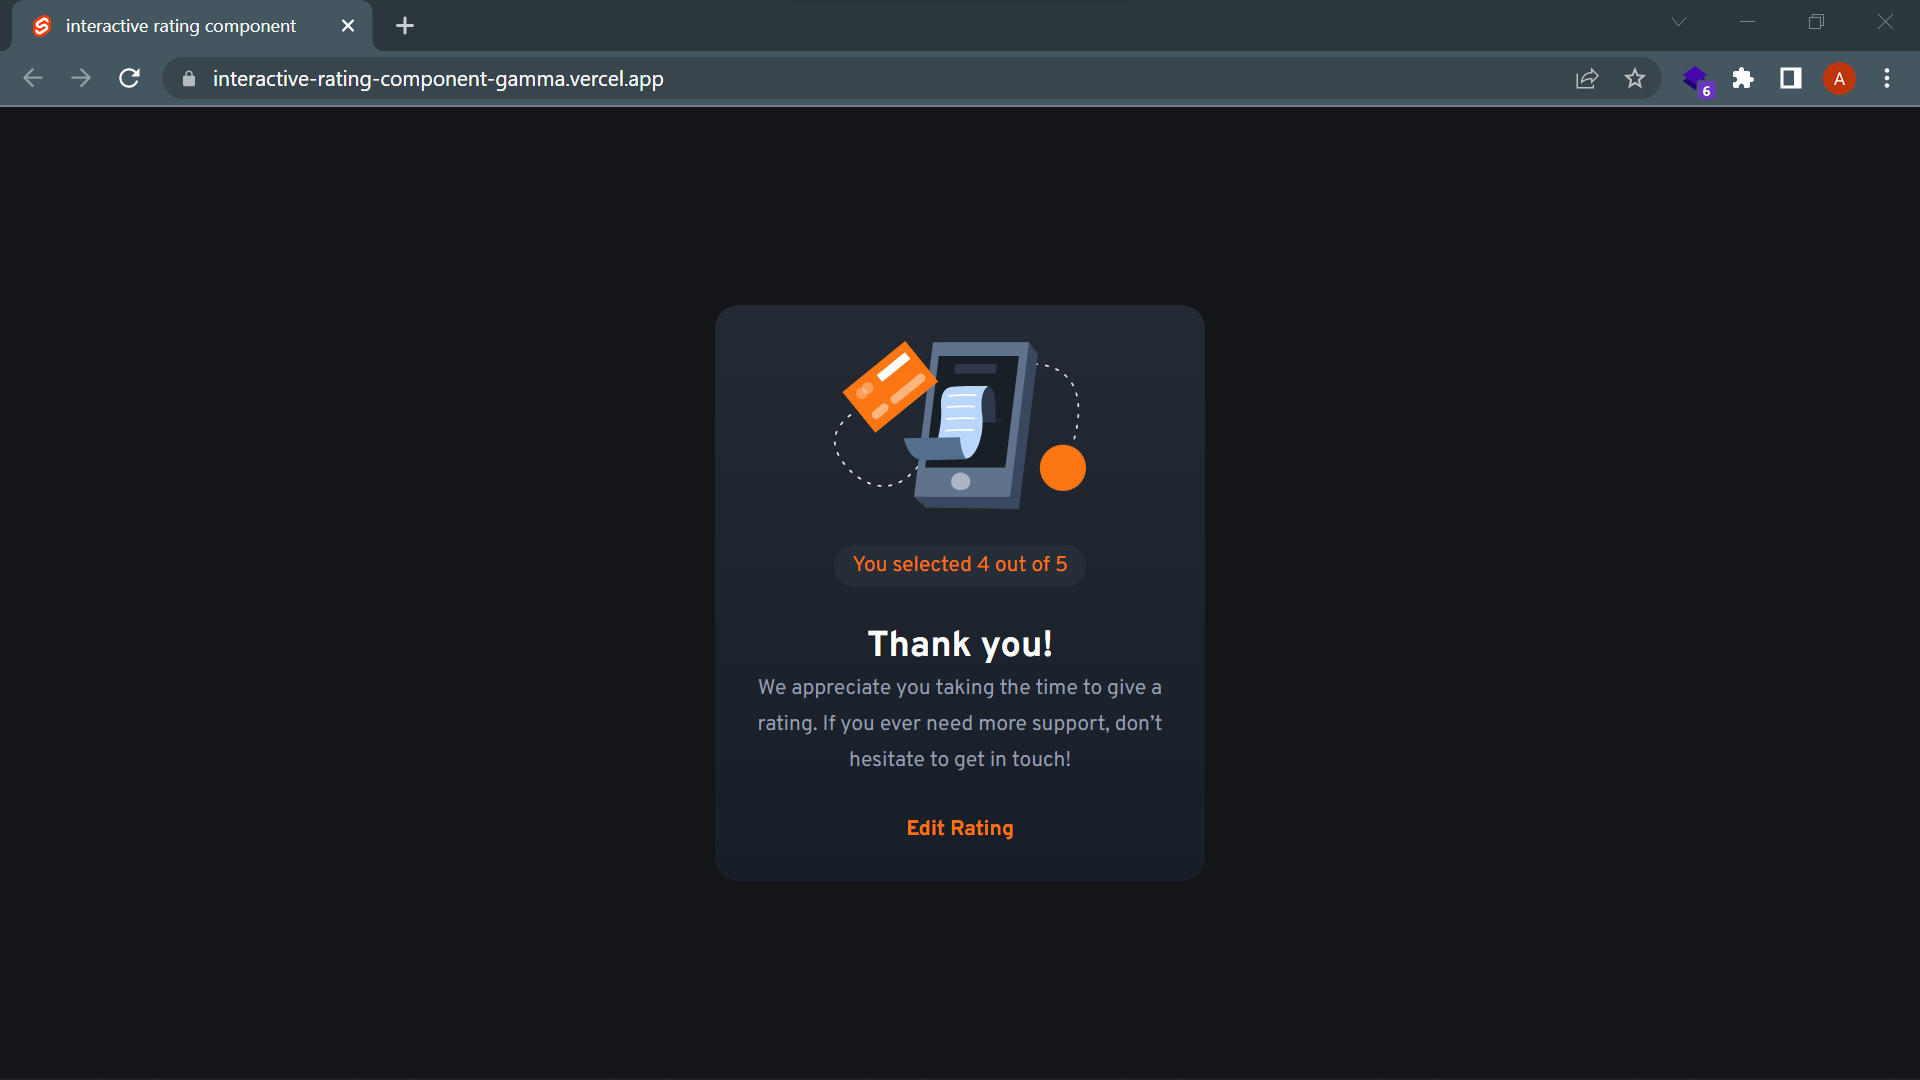 interactive rating component
interactive-rating-component-gamma.vercel.app
6
A
You selected 4 out of 5
Thank you!
We appreciate you taking the time to give a
rating. If you ever need more support, don’t
hesitate to get in touch!
Edit Rating